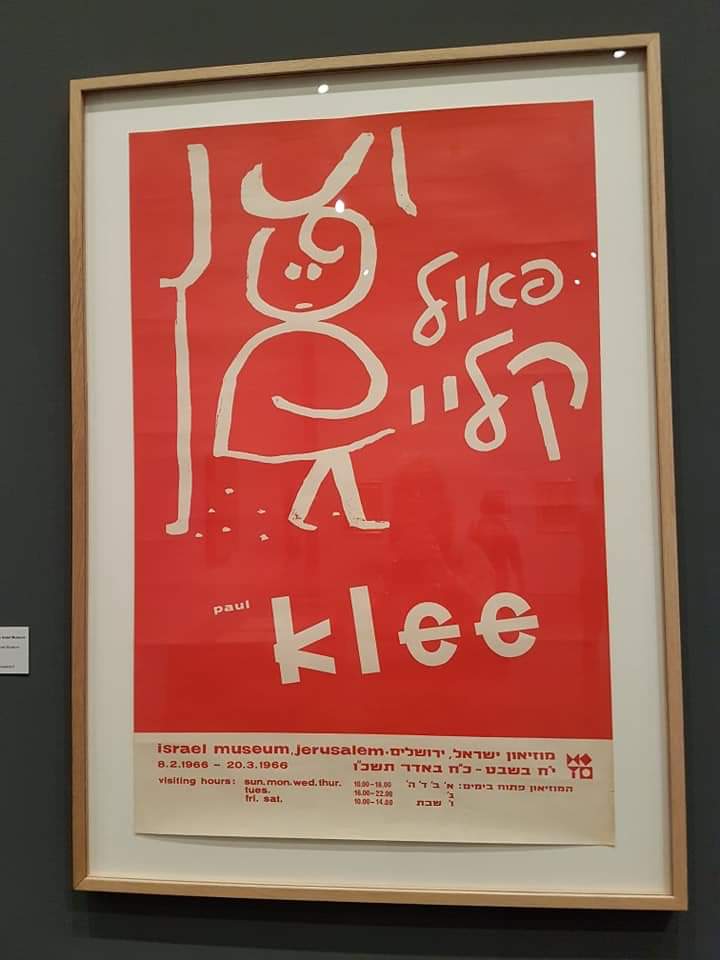 פאול
קליי
paul
klee
israel museum, jerusalem · מוזיאון ישראל, ירושלים
8.2.1966 – 20.3.1966 י"ח בשבט - כ"ח באדר תשכ"ו
visiting hours: sun. mon. wed. thur. 10.00–18.00 המוזיאון פתוח בימים: א' ב' ד' ה'
tues. 16.00–22.00 ג'
fri. sat. 10.00–14.00 ו' שבת